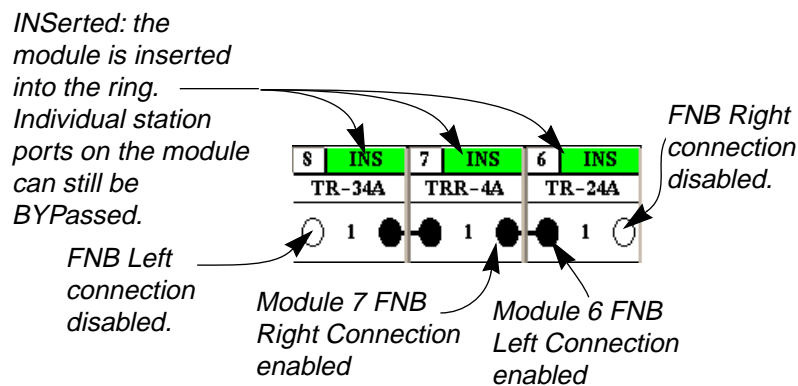 INSerted: the
module is inserted
into the ring.
Individual station
ports on the module
can still be
BYPassed.
FNB Right
connection
disabled.
8 INS 7 INS 6 INS
TR-34A TRR-4A TR-24A
1 1 1
FNB Left
connection
disabled.
Module 7 FNB
Right Connection
enabled
Module 6 FNB
Left Connection
enabled